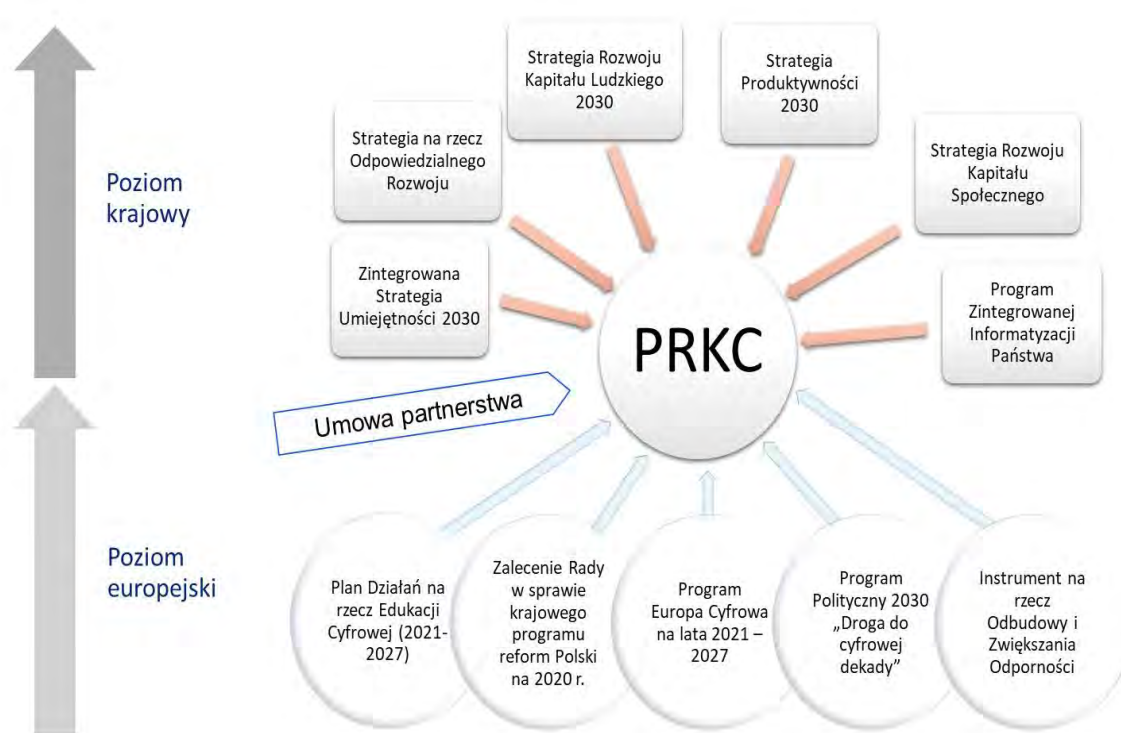 Strategia Rozwoju
Kapitału Ludzkiego
2030
Strategia
Produktywności
2030
Strategia na rzecz
Odpowiedzialnego
Rozwoju
Strategia Rozwoju
Kapitału
Społecznego
Poziom
krajowy
Zintegrowana
Strategia
Umiejętności 2030
Program
Zintegrowanej
Informatyzacji
Państwa
PRKC
Umowa partnerstwa
Poziom
europejski
Plan Działań na
rzecz Edukacji
Cyfrowej (2021-
2027)
Zalecenie Rady
w sprawie
krajowego
programu
reform Polski
na 2020 r.
Program
Europa Cyfrowa
na lata 2021 –
2027
Program
Polityczny 2030
„Droga do
cyfrowej
dekady”
Instrument na
rzecz
Odbudowy i
Zwiększania
Odporności